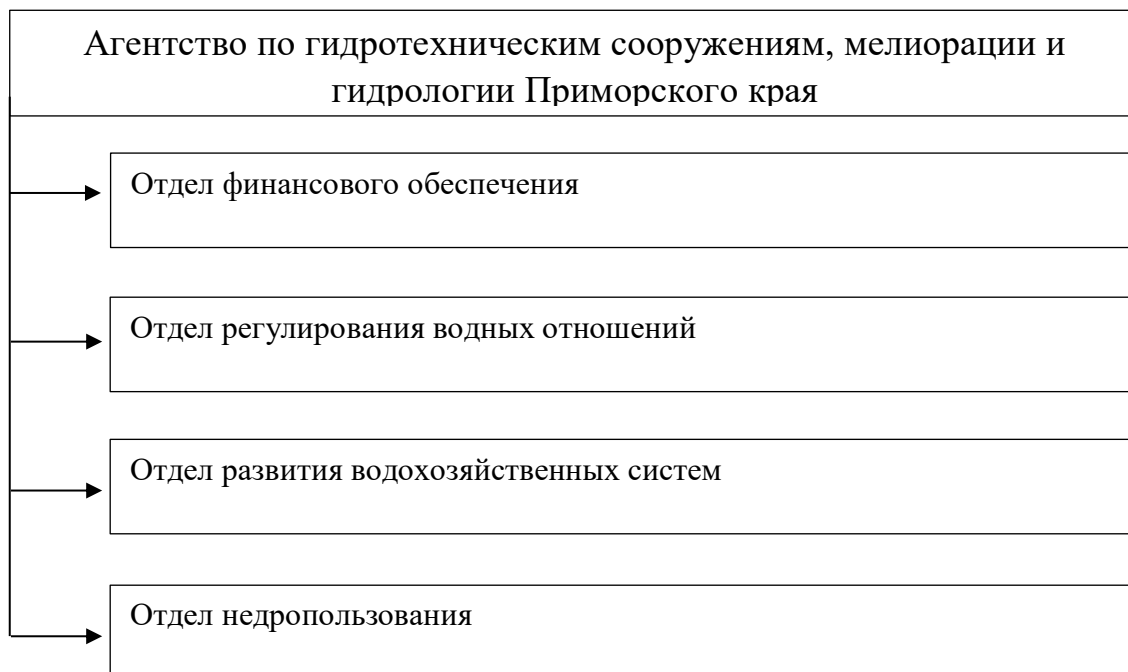 Агентство по гидротехническим сооружениям, мелиорации и
гидрологии Приморского края
Отдел финансового обеспечения
Отдел регулирования водных отношений
Отдел развития водохозяйственных систем
Отдел недропользования